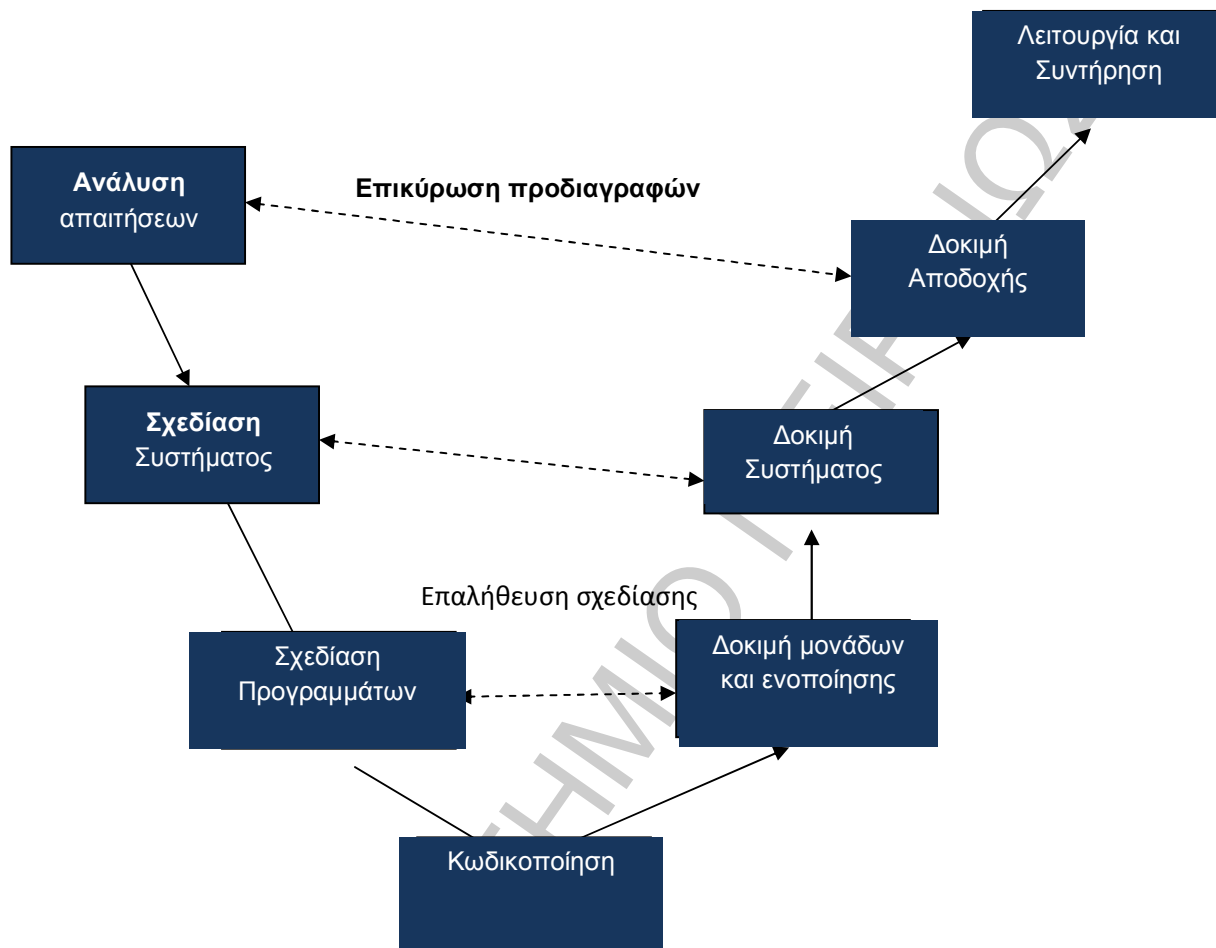 Λειτουργία και
Συντήρηση
Ανάλυση
απαιτήσεων
Επικύρωση προδιαγραφών
Δοκιμή
Αποδοχής
Σχεδίαση
Συστήματος
Δοκιμή
Συστήματος
Επαλήθευση σχεδίασης
Σχεδίαση
Προγραμμάτων
Δοκιμή μονάδων
και ενοποίησης
Κωδικοποίηση